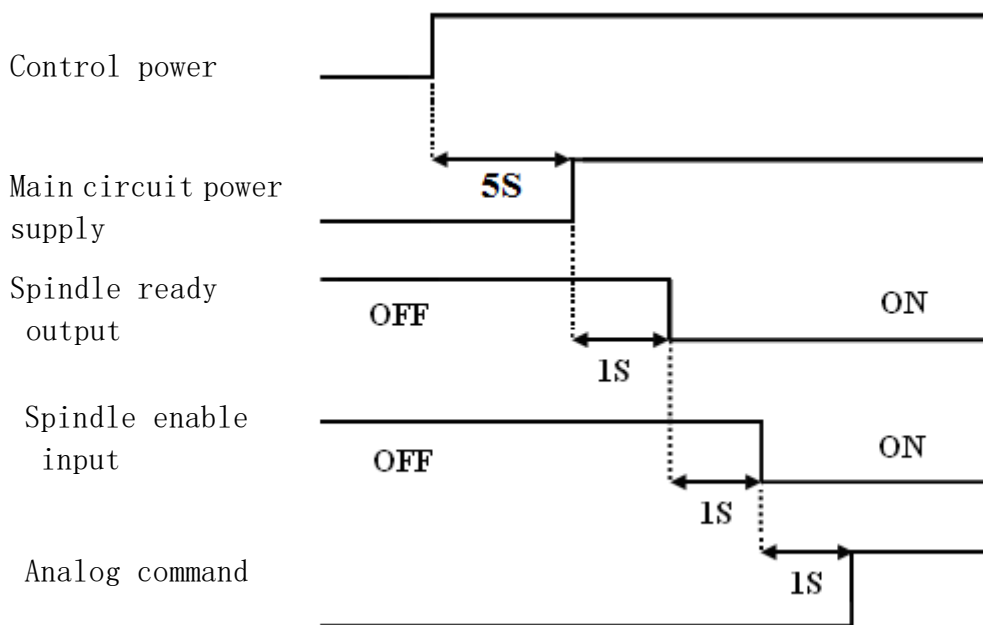 Control power
5S
Main circuit power
supply
Spindle ready
output
OFF
ON
1S
Spindle enable
input
OFF
ON
1S
Analog command
1S